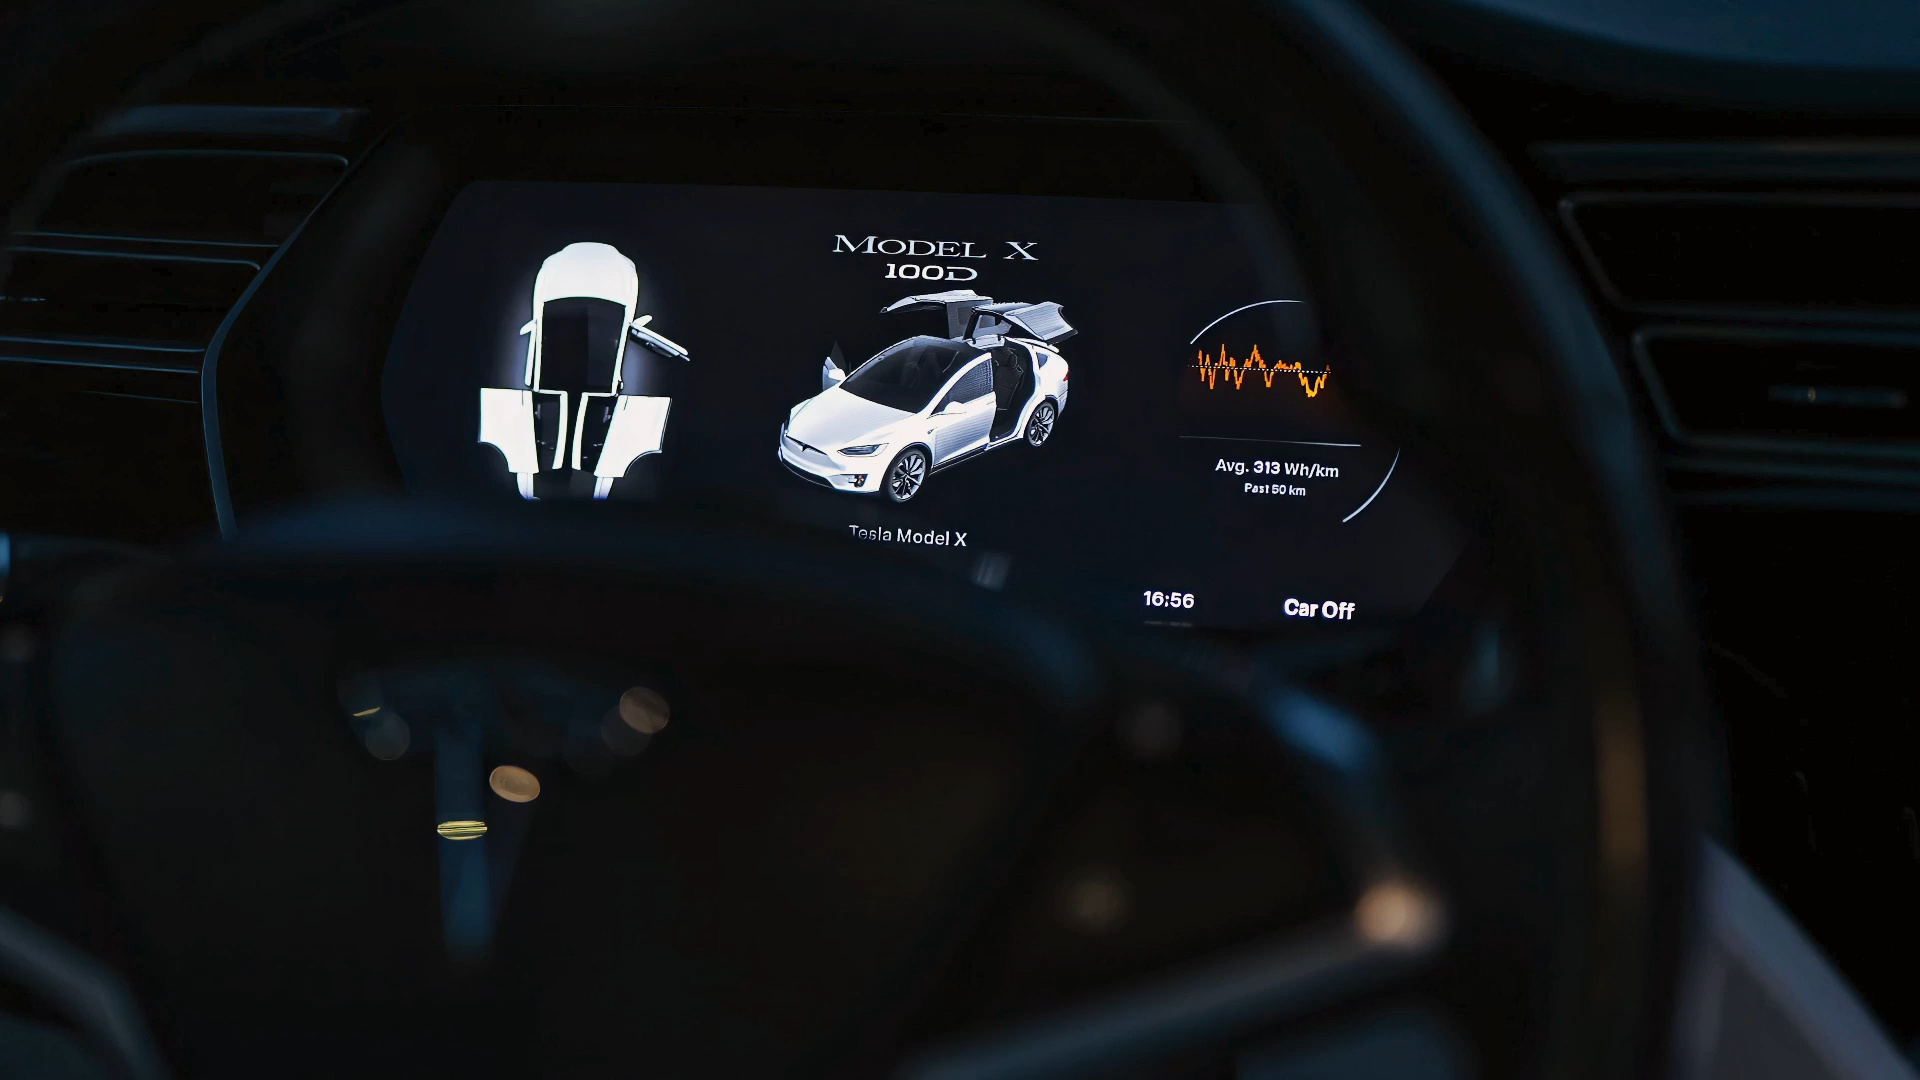 MODEL X
100D
Tesla Model X
Avg. 313 Wh/km
Past 50 km
16:56
Car Off